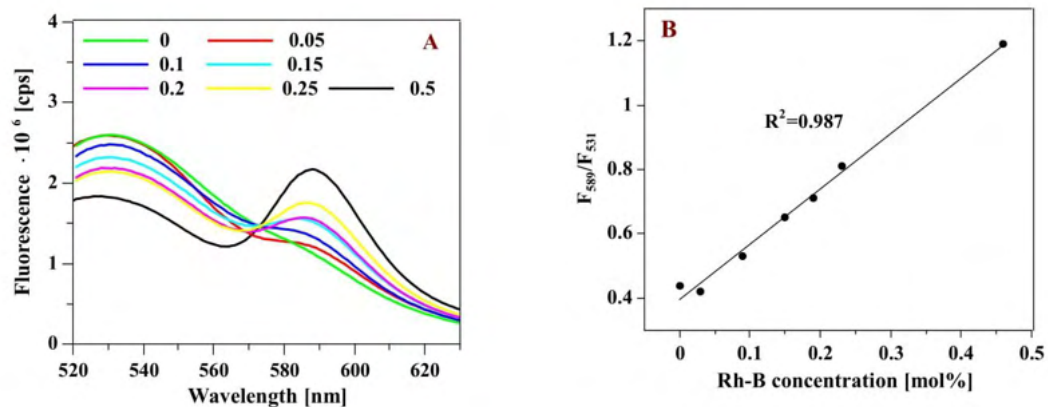 A
0 0.05
0.1 0.15
0.2 0.25 0.5
Fluorescence · 10 6 [cps]
4
3
2
1
0
520 540 560 580 600 620
Wavelength [nm]
B
R2=0.987
F589/F531
1.2
1
0.8
0.6
0.4
0 0.1 0.2 0.3 0.4 0.5
Rh-B concentration [mol%]